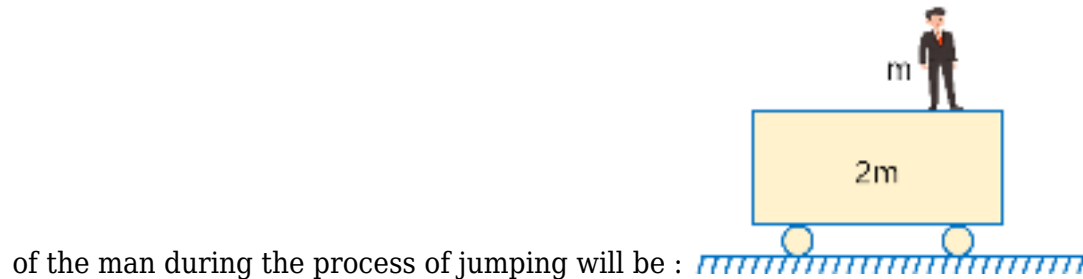 m
2m
of the man during the process of jumping will be :